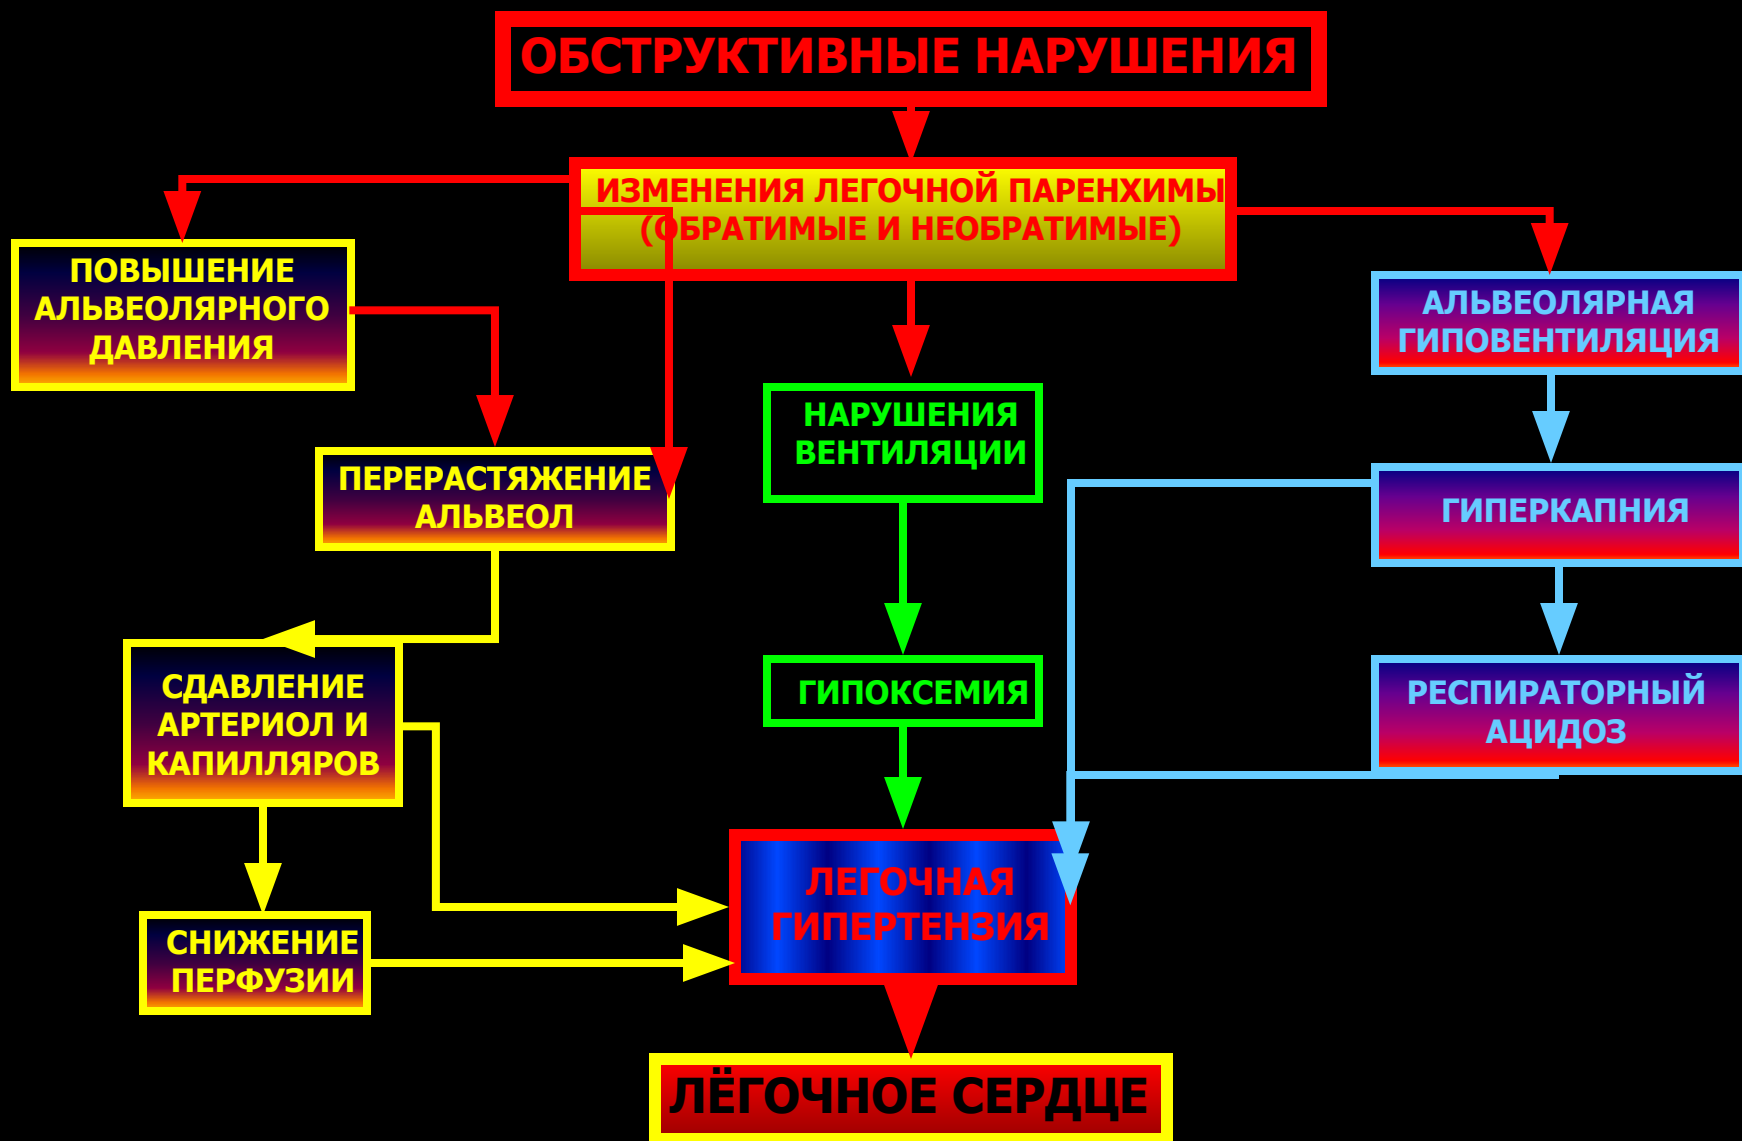 ОБСТРУКТИВНЫЕ НАРУШЕНИЯ
ИЗМЕНЕНИЯ ЛЕГОЧНОЙ ПАРЕНХИМЫ
(ОБРАТИМЫЕ И НЕОБРАТИМЫЕ)
ПОВЫШЕНИЕ
АЛЬВЕОЛЯРНОГО
ДАВЛЕНИЯ
АЛЬВЕОЛЯРНАЯ
ГИПОВЕНТИЛЯЦИЯ
НАРУШЕНИЯ
ВЕНТИЛЯЦИИ
ПЕРЕРАСТЯЖЕНИЕ
АЛЬВЕОЛ
ГИПЕРКАПНИЯ
СДАВЛЕНИЕ
АРТЕРИОЛ И
КАПИЛЛЯРОВ
ГИПОКСЕМИЯ
РЕСПИРАТОРНЫЙ
АЦИДОЗ
ЛЕГОЧНАЯ
ГИПЕРТЕНЗИЯ
СНИЖЕНИЕ
ПЕРФУЗИИ
ЛЁГОЧНОЕ СЕРДЦЕ